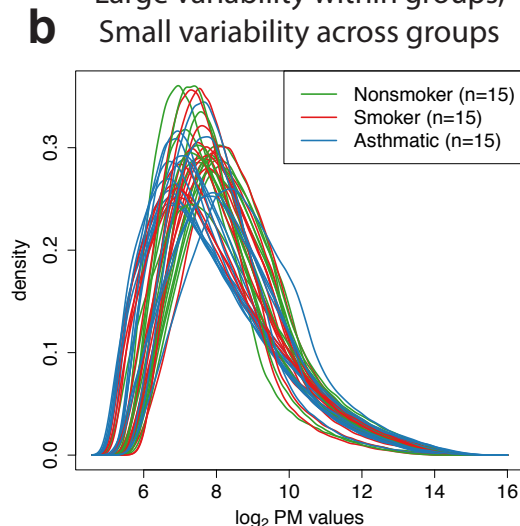 Large variability within groups,
b
Small variability across groups
Nonsmoker (n=15)
Smoker (n=15)
Asthmatic (n=15)
density
0.3
0.2
0.1
0.0
6 8 10 12 14 16
log₂ PM values